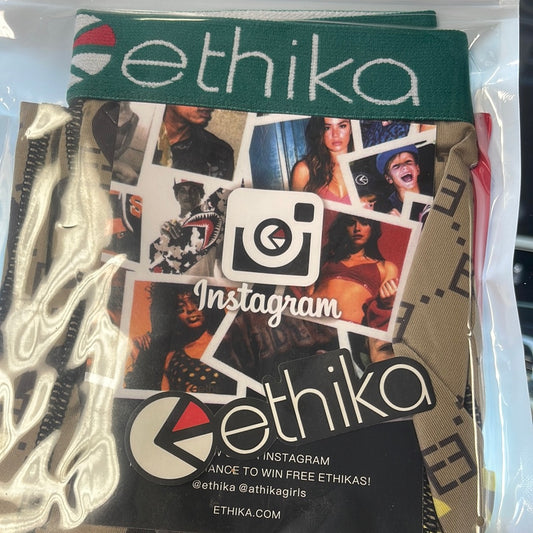 ethika
Instagram
ethika
INSTAGRAM
CHANCE TO WIN FREE ETHIKAS!
@ethika @athikagirls
ETHIKA.COM